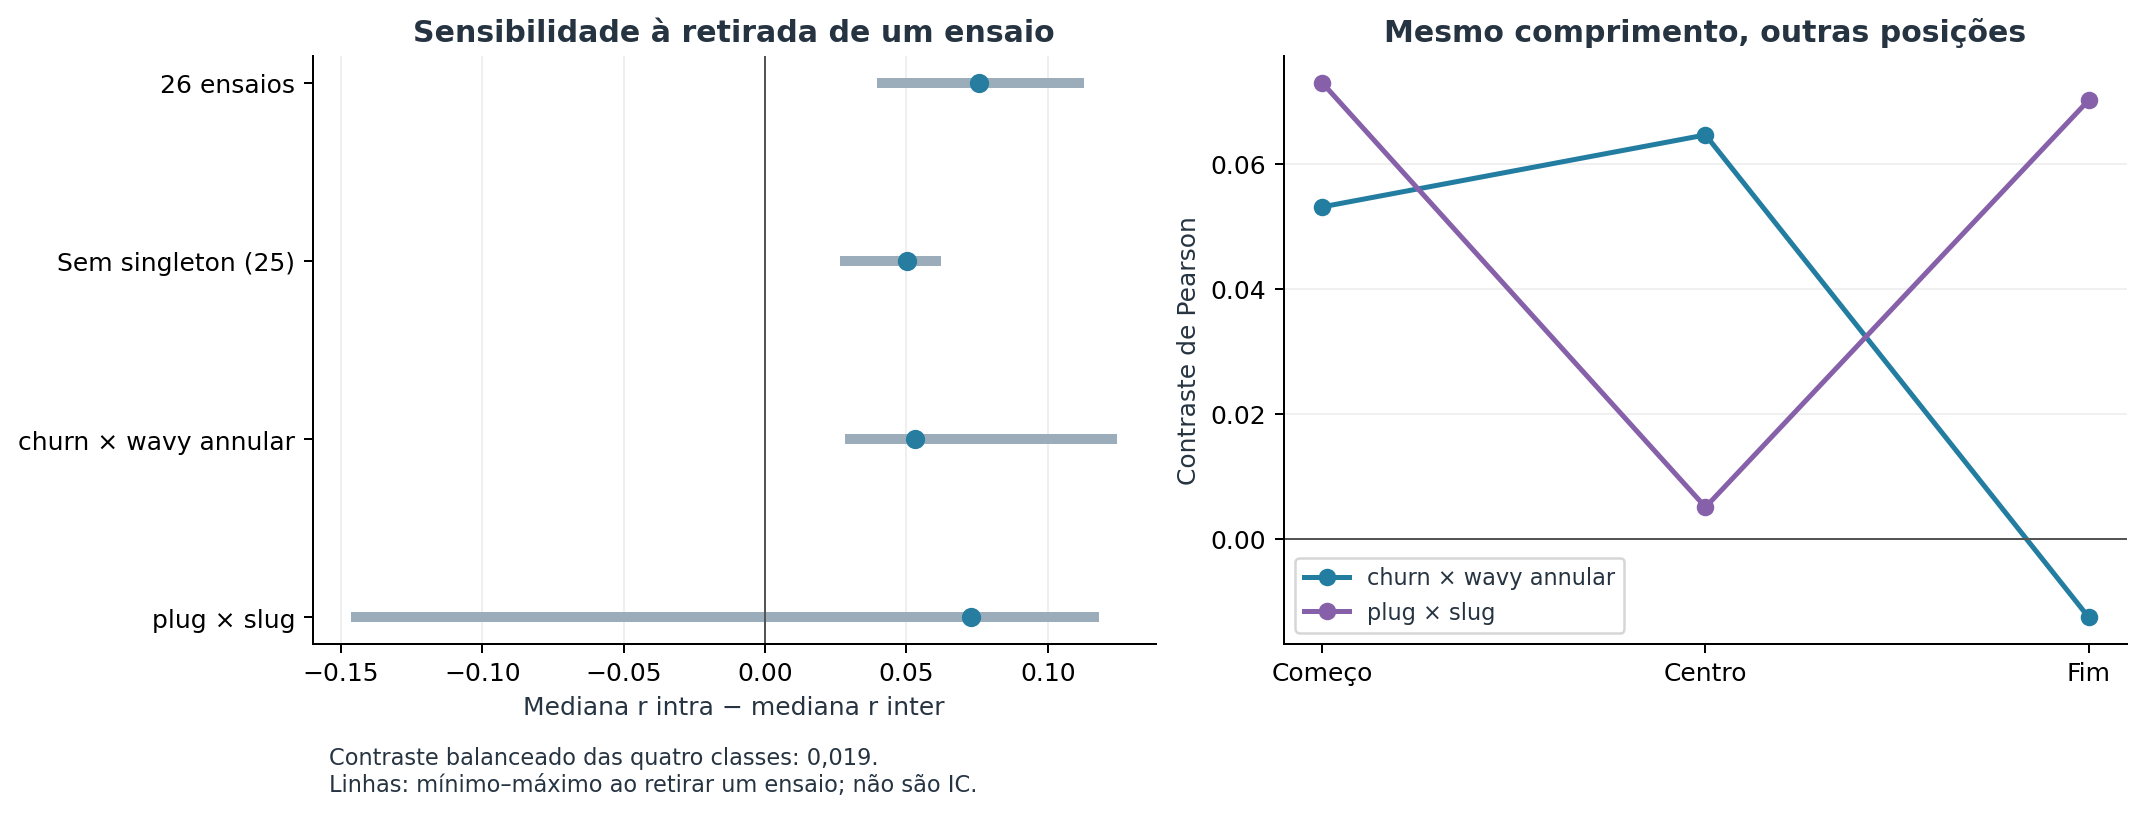 Sensibilidade à retirada de um ensaio
26 ensaios
Sem singleton (25)
churn × wavy annular
plug × slug
−0.15 −0.10 −0.05 0.00 0.05 0.10
Mediana r intra − mediana r inter
Contraste balanceado das quatro classes: 0,019.
Linhas: mínimo–máximo ao retirar um ensaio; não são IC.
Mesmo comprimento, outras posições
Contraste de Pearson
0.06
0.04
0.02
0.00
churn × wavy annular
plug × slug
Começo Centro Fim